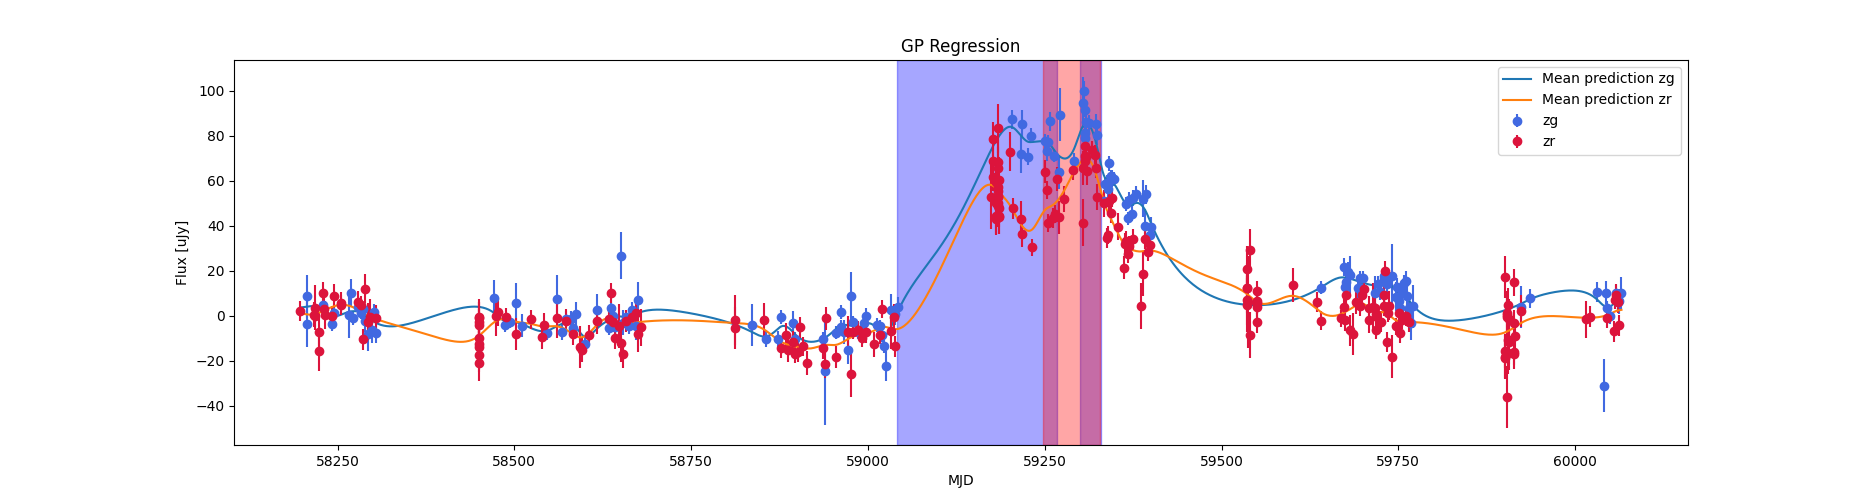 GP Regression
Flux [uJy]
100
80
60
40
20
0
−20
−40
Mean prediction zg
Mean prediction zr
zg
zr
58250 58500 58750 59000 59250 59500 59750 60000
MJD